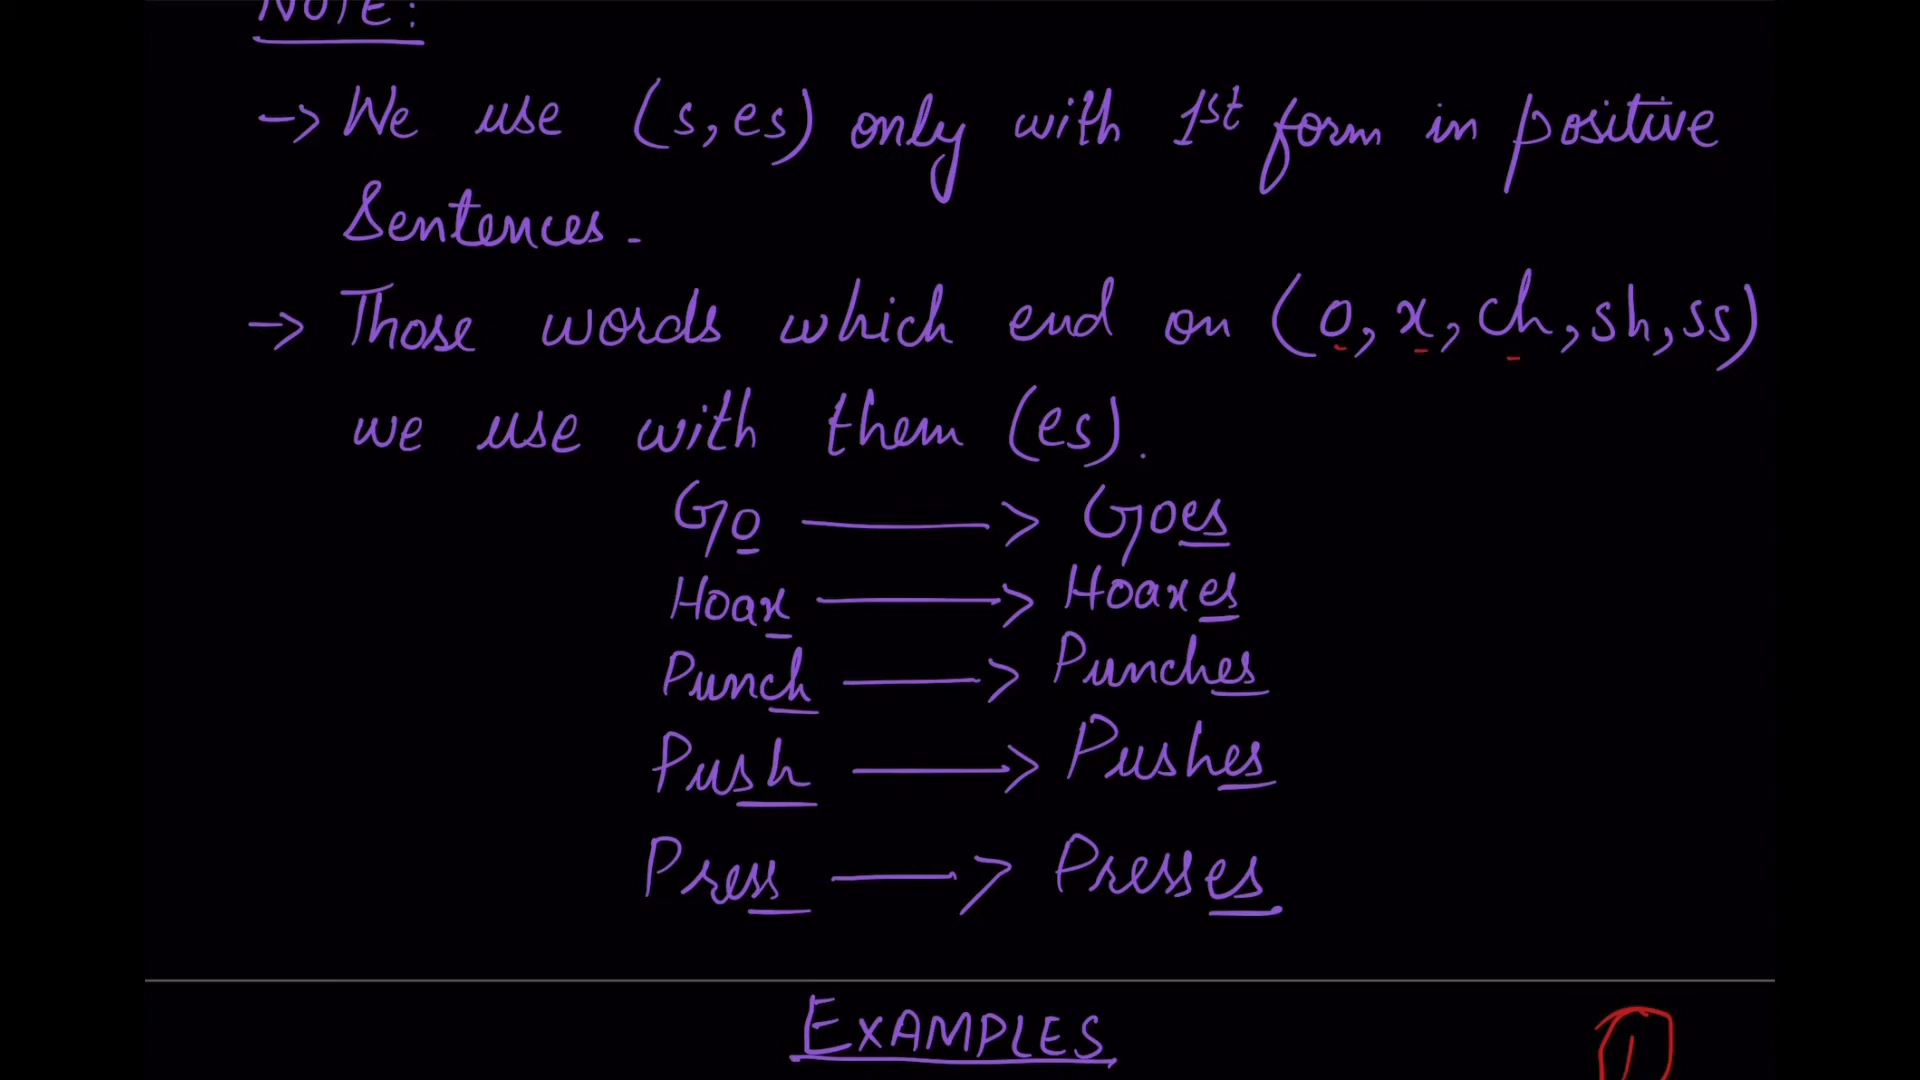 NOTE:
→ We use (s, es) only with 1st form in positive
Sentences.
→ Those words which end on (o, x, ch, sh, ss)
we use with them (es).
Go → Goes
Hoax → Hoaxes
Punch → Punches
Push → Pushes
Press → Presses
EXAMPLES